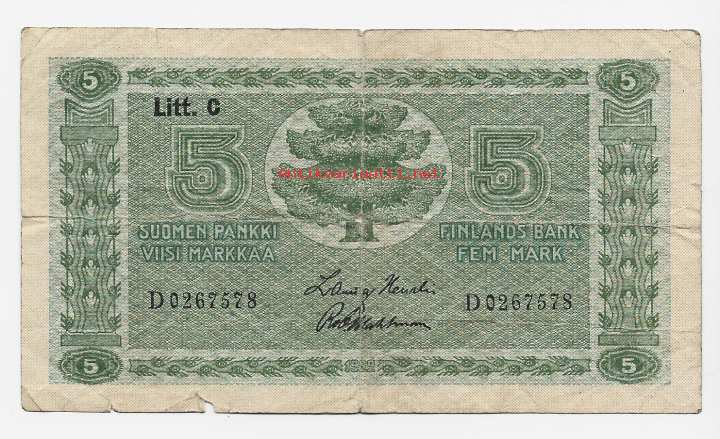 5 5
Litt. C
5 5
SUOMEN PANKKI FINLANDS BANK
VIISI MARKKAA FEM MARK
D0267578 D0267578
5 5